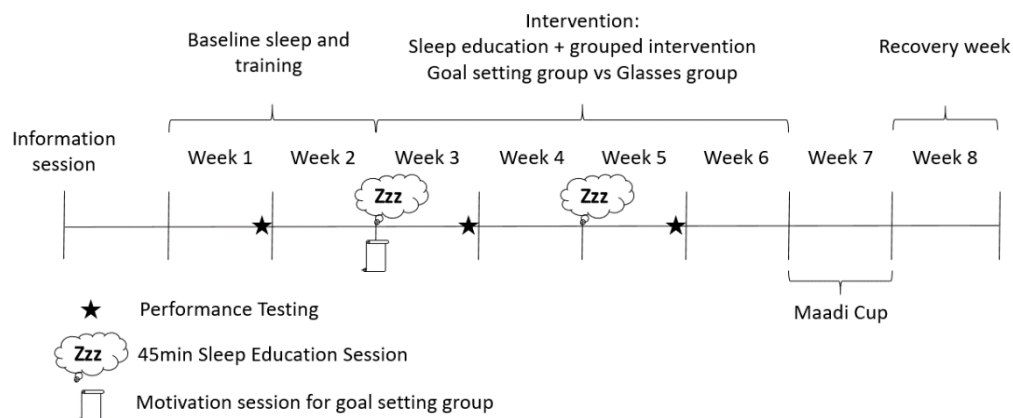 Intervention:
Baseline sleep and
training
Sleep education + grouped intervention
Goal setting group vs Glasses group
Recovery week
Information
session
Week 1
Week 2
Week 3
Week 4
Week 5
Week 6
Week 7
Week 8
Zzz
Zzz
Maadi Cup
Performance Testing
Zzz
45min Sleep Education Session
Motivation session for goal setting group